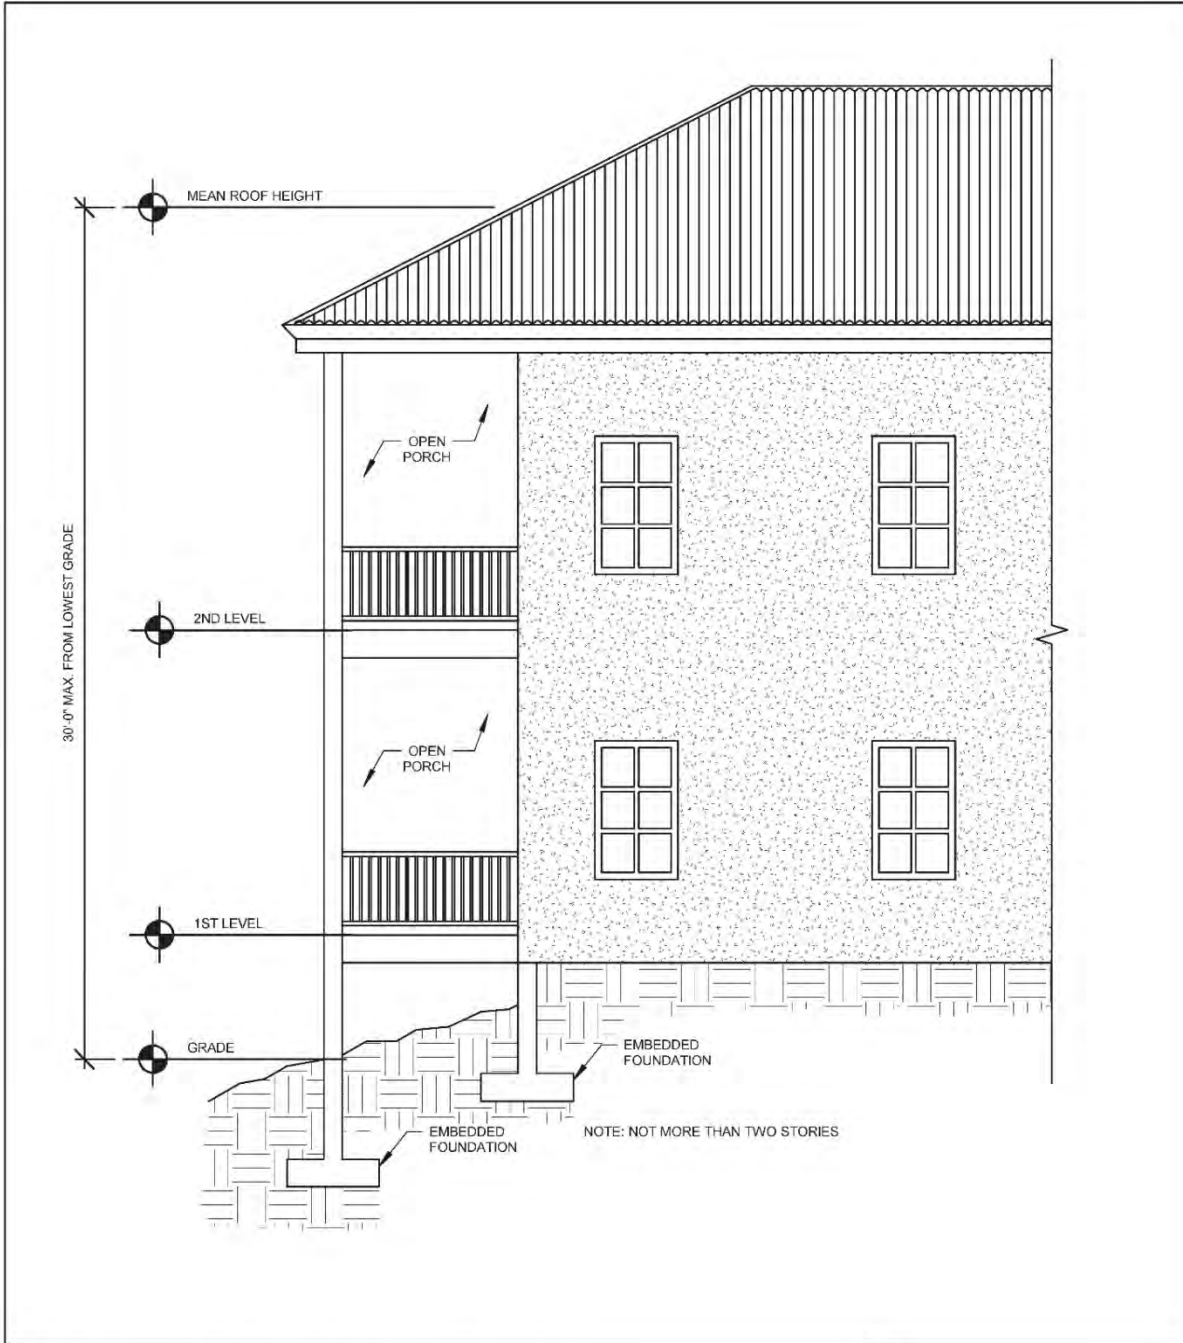 MEAN ROOF HEIGHT
OPEN
PORCH
30'-0" MAX. FROM LOWEST GRADE
2ND LEVEL
OPEN
PORCH
1ST LEVEL
GRADE
EMBEDDED
FOUNDATION
EMBEDDED
FOUNDATION
NOTE: NOT MORE THAN TWO STORIES